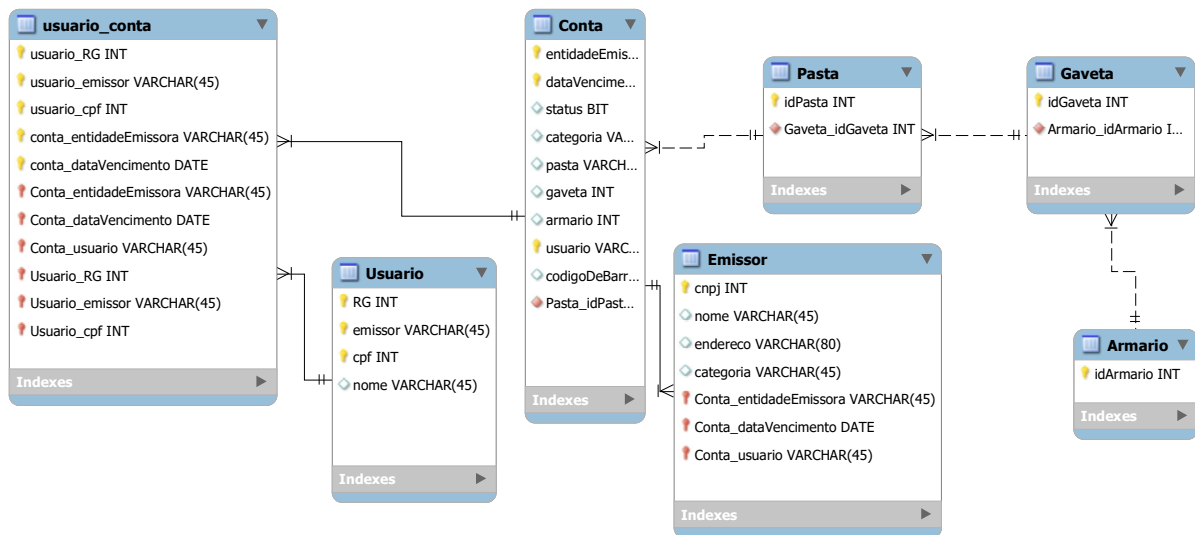 usuario_conta
usuario_RG INT
usuario_emissor VARCHAR(45)
usuario_cpf INT
conta_entidadeEmissora VARCHAR(45)
conta_dataVencimento DATE
Conta_entidadeEmissora VARCHAR(45)
Conta_dataVencimento DATE
Conta_usuario VARCHAR(45)
Usuario_RG INT
Usuario_emissor VARCHAR(45)
Usuario_cpf INT
Indexes
Usuario
RG INT
emissor VARCHAR(45)
cpf INT
nome VARCHAR(45)
Indexes
Conta
entidadeEmis...
dataVencime...
status BIT
categoria VA...
pasta VARCH...
gaveta INT
armario INT
usuario VARC...
codigoDeBarr...
Pasta_idPast...
Indexes
Emissor
cnpj INT
nome VARCHAR(45)
endereco VARCHAR(80)
categoria VARCHAR(45)
Conta_entidadeEmissora VARCHAR(45)
Conta_dataVencimento DATE
Conta_usuario VARCHAR(45)
Indexes
Pasta
idPasta INT
Gaveta_idGaveta INT
Indexes
Gaveta
idGaveta INT
Armario_idArmario I...
Indexes
Armario
idArmario INT
Indexes